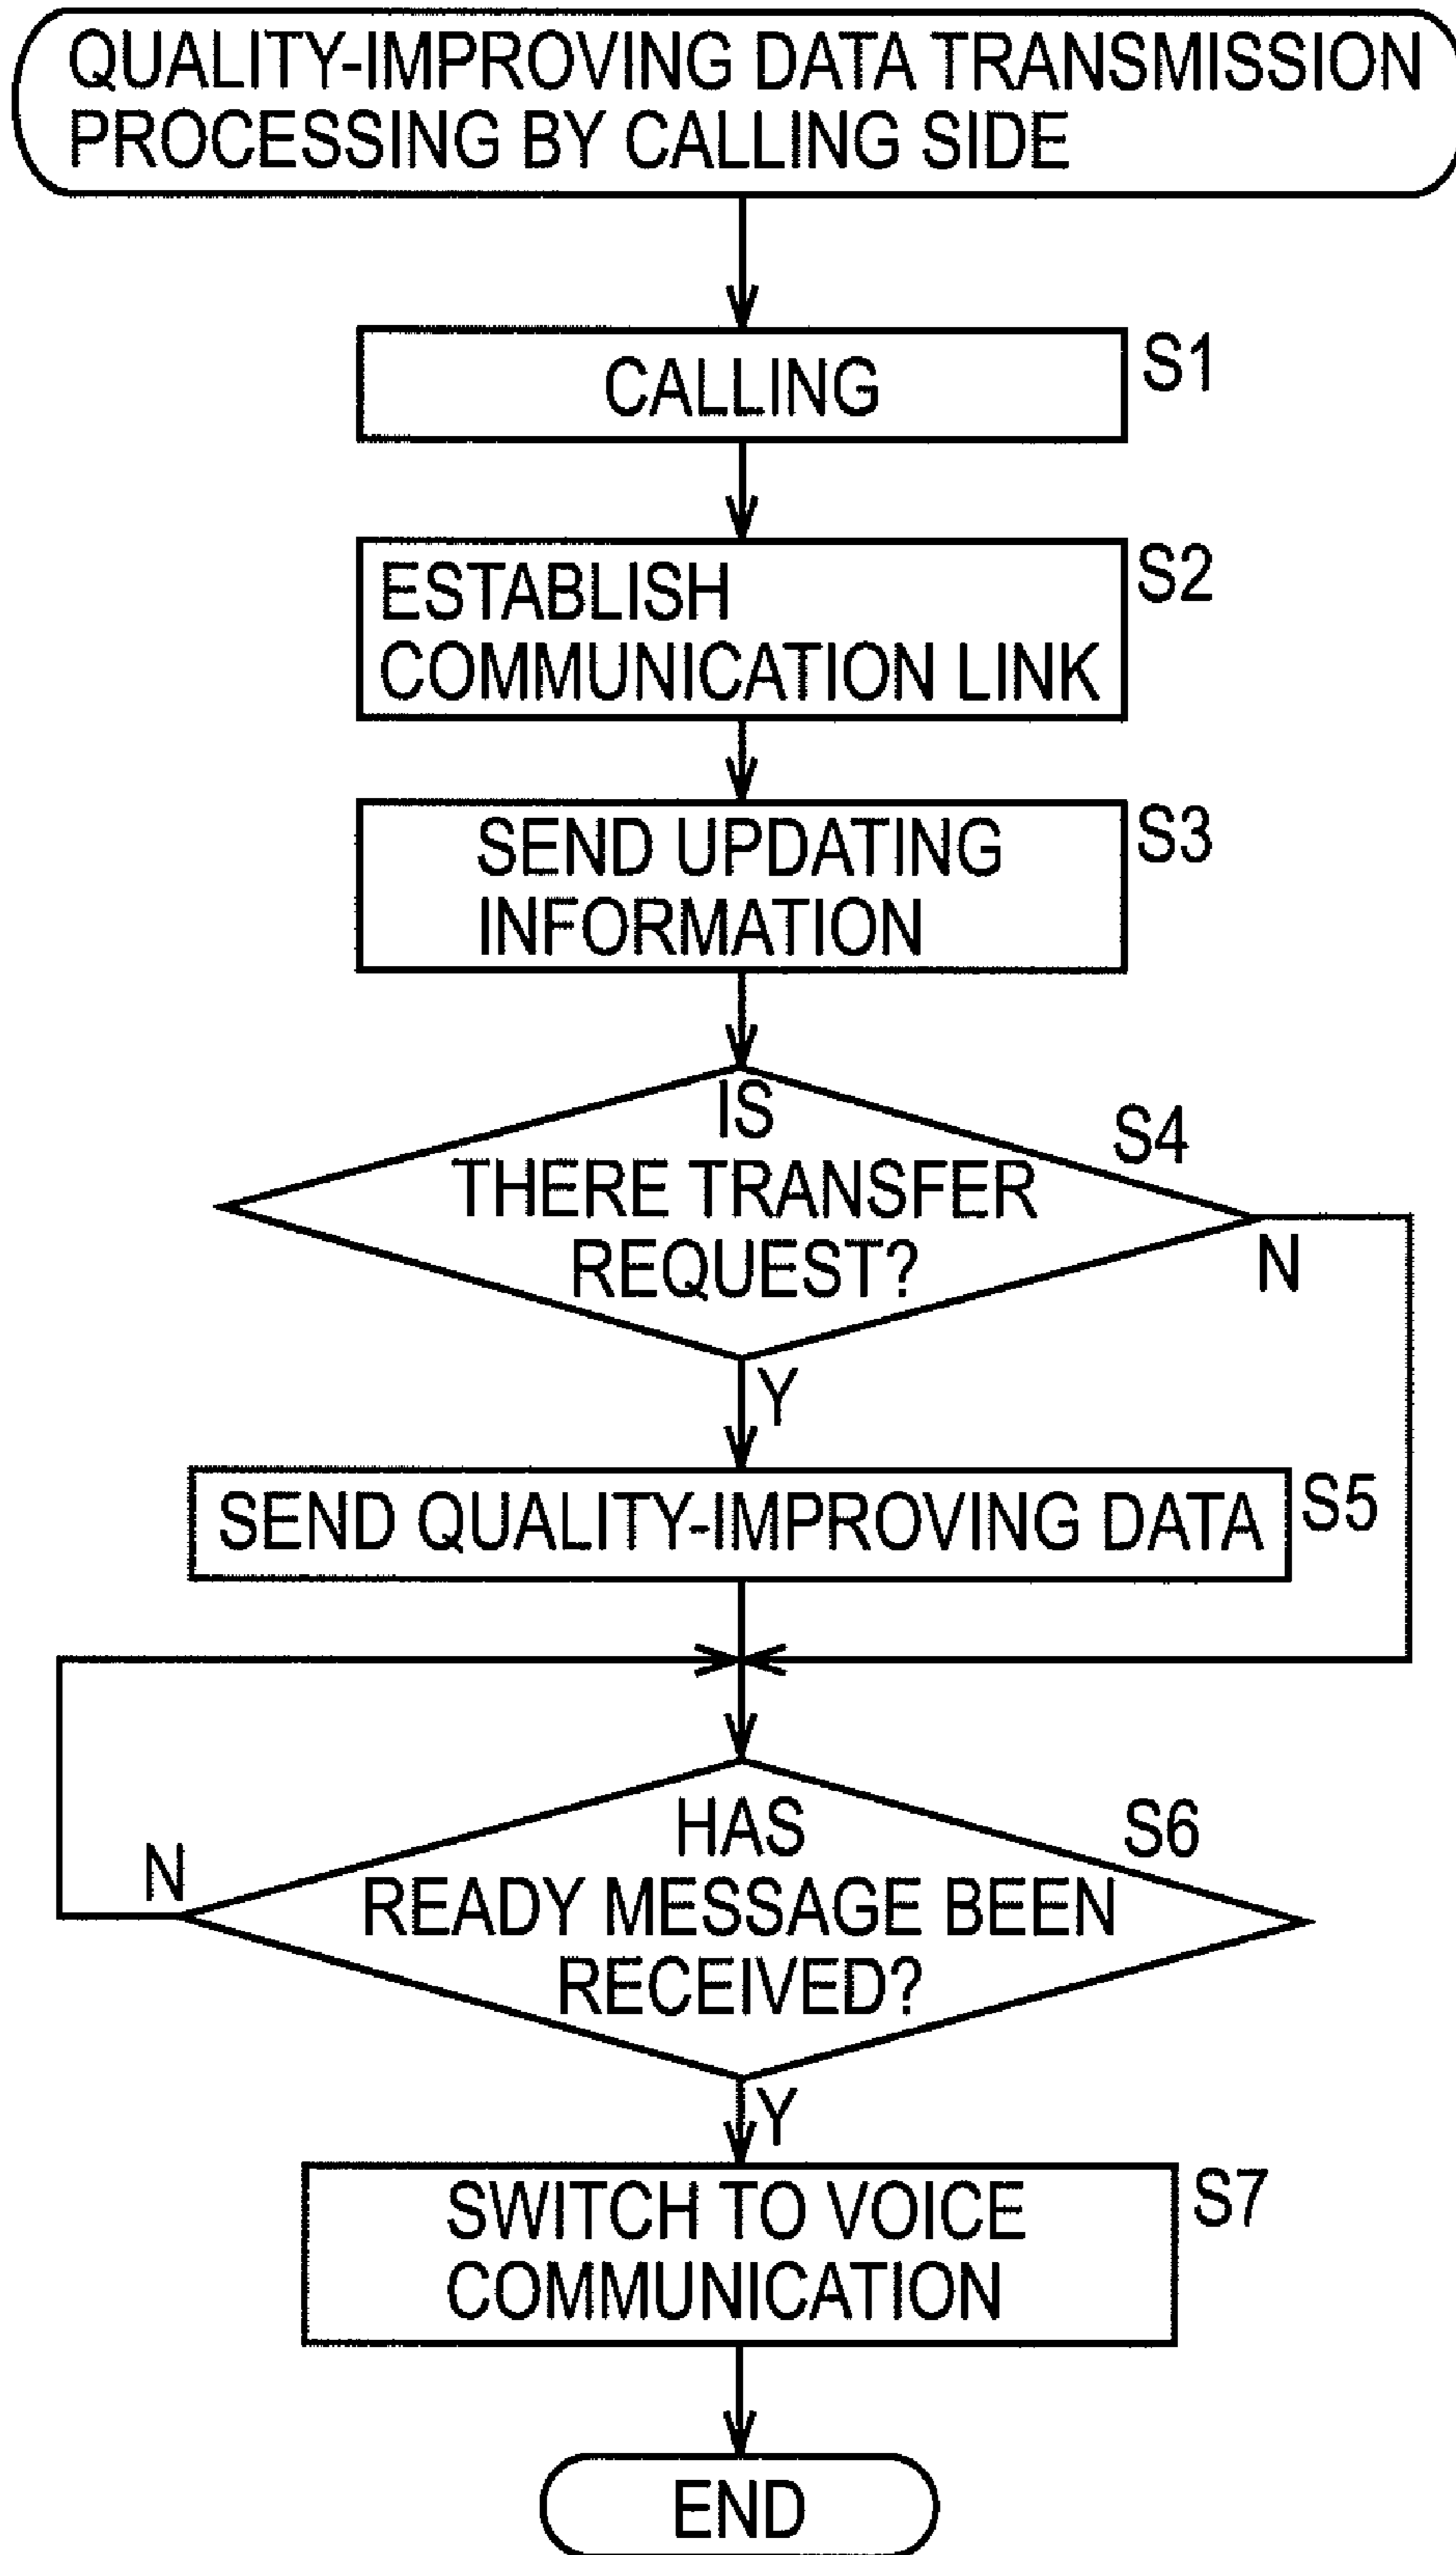 QUALITY-IMPROVING DATA TRANSMISSION
PROCESSING BY CALLING SIDE
CALLING
S1
ESTABLISH
COMMUNICATION LINK
S2
SEND UPDATING
INFORMATION
S3
IS
THERE TRANSFER
REQUEST?
S4
N
Y
SEND QUALITY-IMPROVING DATA
S5
HAS
READY MESSAGE BEEN
RECEIVED?
S6
N
Y
SWITCH TO VOICE
COMMUNICATION
S7
END